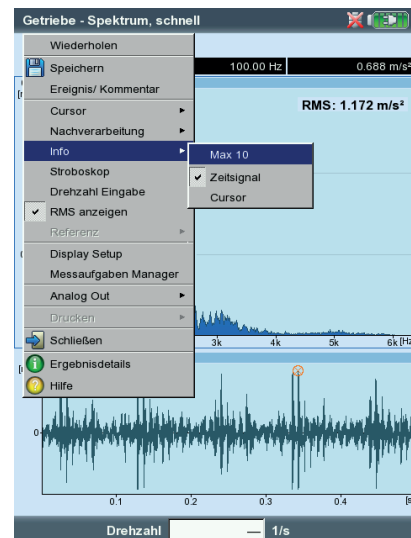 Getriebe - Spektrum, schnell
Wiederholen
Speichern
100.00 Hz 0.688 m/s²
Ereignis/ Kommentar
RMS: 1.172 m/s²
Cursor
Nachverarbeitung
Info
Max 10
Stroboskop
Zeitsignal
Drehzahl Eingabe
Cursor
RMS anzeigen
Referenz
Display Setup
Messaufgaben Manager
Analog Out
Drucken
Schließen
3k 4k 5k 6k [Hz
Ergebnisdetails
Hilfe
0
0.1 0.2 0.3 0.4
Drehzahl — 1/s